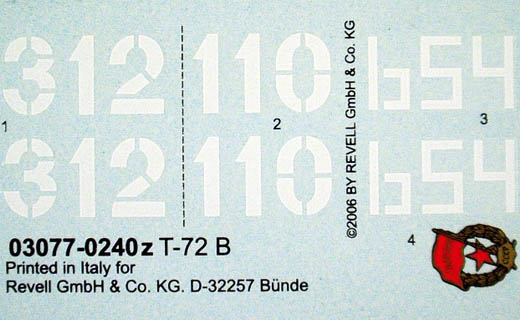 312 110 654
1 2 3
312 110 654
©2006 BY REVELL GmbH & Co. KG
4
03077-0240 z T-72 B
Printed in Italy for
Revell GmbH & Co. KG. D-32257 Bünde